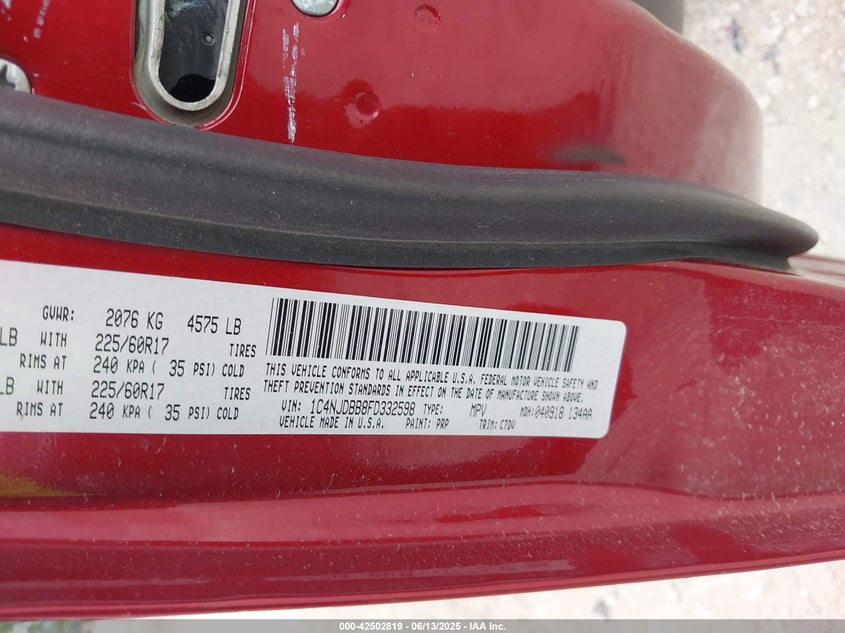 GVWR: 2076 KG 4575 LB
LB WITH 225/60R17 TIRES
RIMS AT 240 KPA ( 35 PSI) COLD
LB WITH 225/60R17 TIRES
RIMS AT 240 KPA ( 35 PSI) COLD
THIS VEHICLE CONFORMS TO ALL APPLICABLE U.S.A. FEDERAL MOTOR VEHICLE SAFETY AND
THEFT PREVENTION STANDARDS IN EFFECT ON THE DATE OF MANUFACTURE SHOWN ABOVE.
VIN: 1C4NJDBB8FD332598 TYPE: MPV MDH:040918 134AA
VEHICLE MADE IN U.S.A. PAINT: PRP TRIM: C7DV
000-42502819 - 06/13/2025 - IAA Inc.